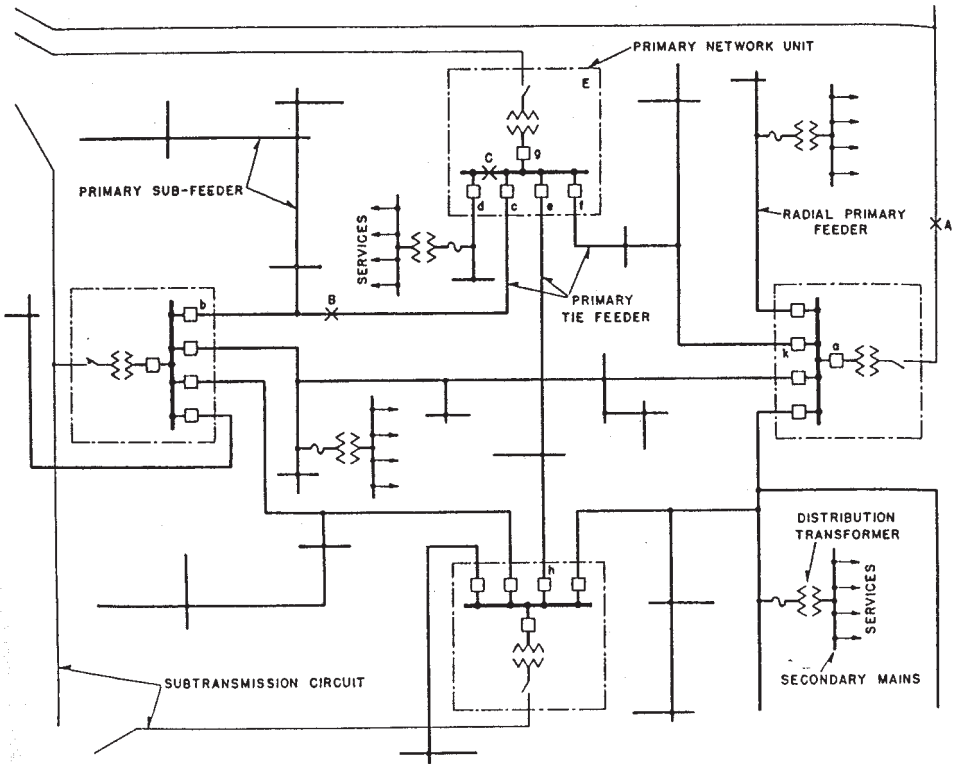 PRIMARY NETWORK UNIT
E
g
C
d
c
e
f
PRIMARY SUB-FEEDER
SERVICES
RADIAL PRIMARY
FEEDER
A
PRIMARY
TIE FEEDER
b
B
k
a
h
DISTRIBUTION
TRANSFORMER
SERVICES
SECONDARY MAINS
SUBTRANSMISSION CIRCUIT